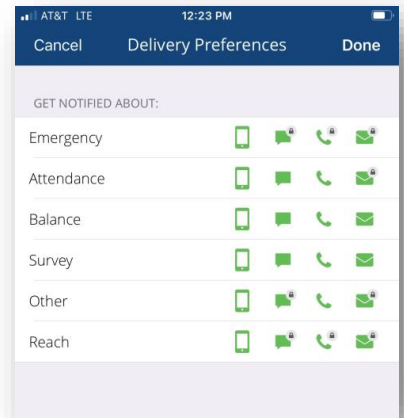 AT&T LTE 12:23 PM
Cancel Delivery Preferences Done
GET NOTIFIED ABOUT:
Emergency
Attendance
Balance
Survey
Other
Reach